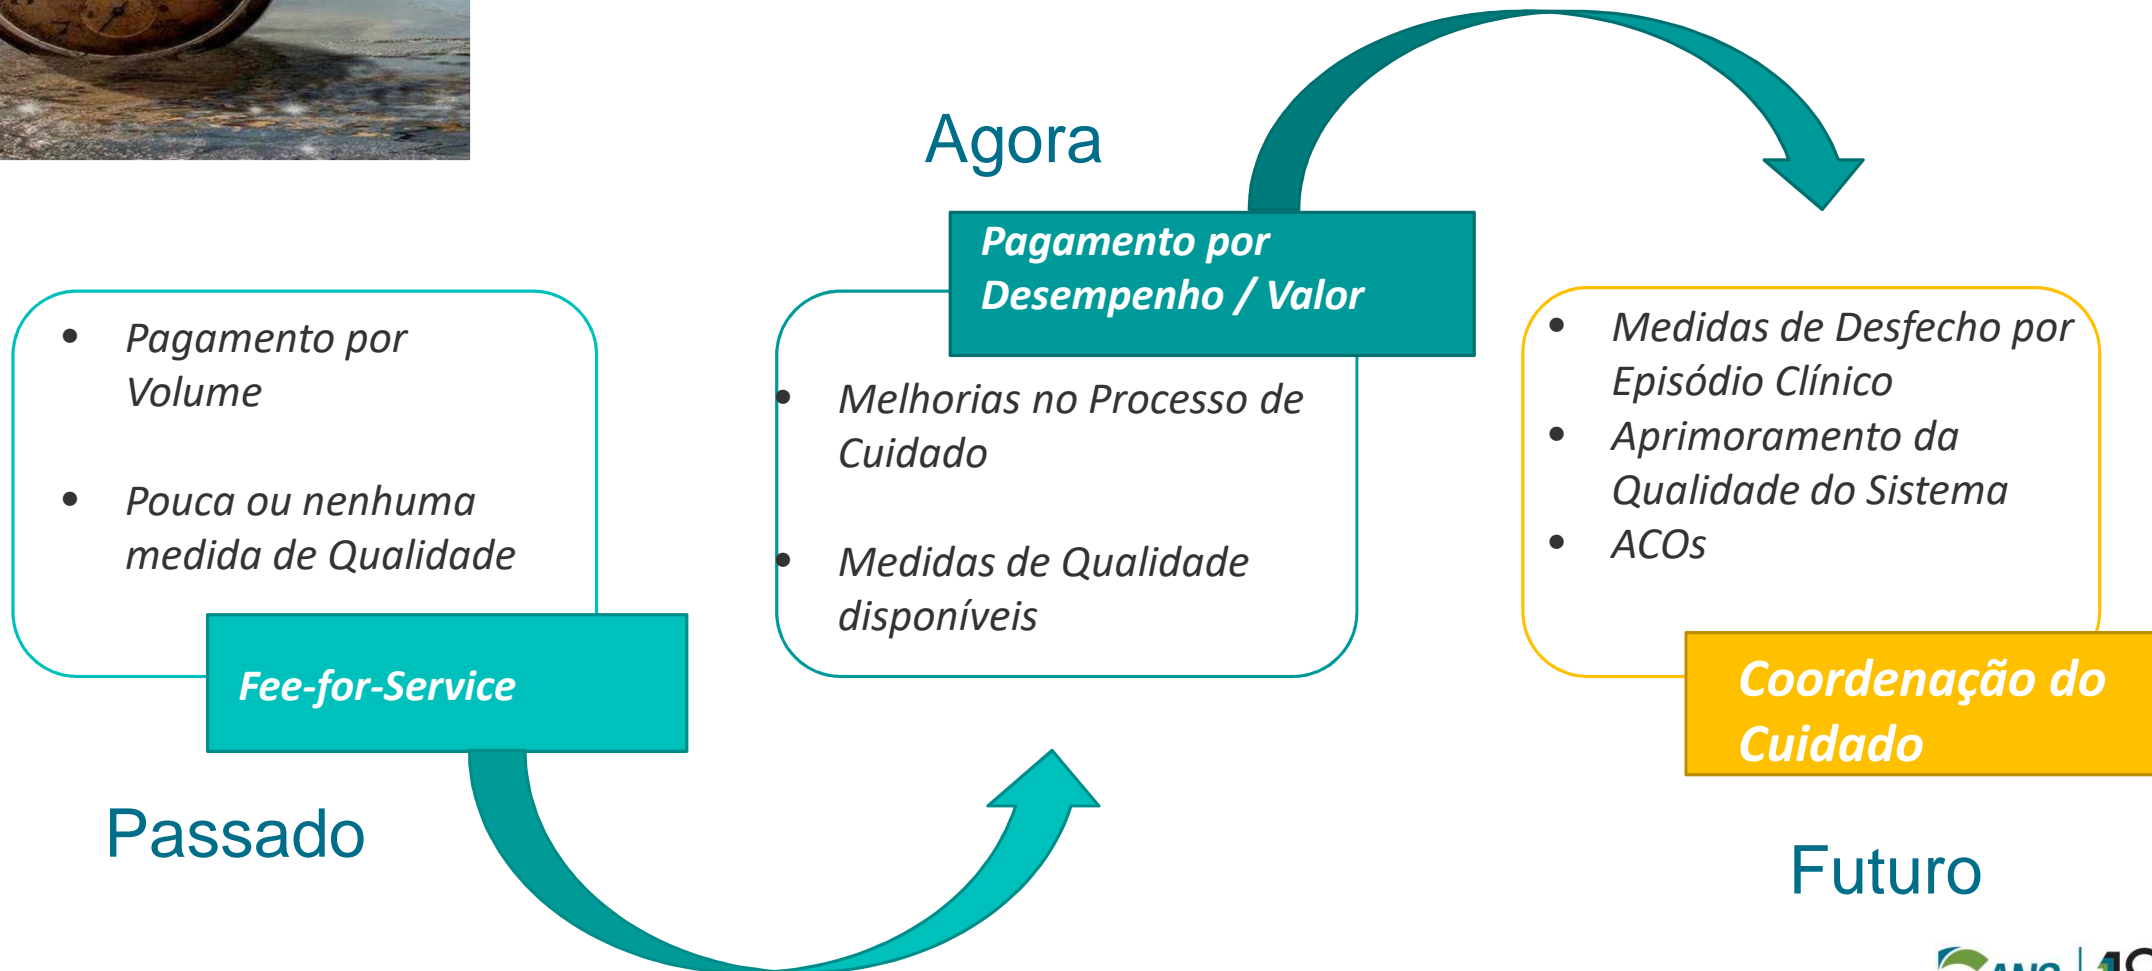 Agora
Pagamento por
Desempenho / Valor
• Pagamento por
Volume
• Pouca ou nenhuma
medida de Qualidade
Fee-for-Service
Passado
• Melhorias no Processo de
Cuidado
• Medidas de Qualidade
disponíveis
• Medidas de Desfecho por
Episódio Clínico
• Aprimoramento da
Qualidade do Sistema
• ACOs
Coordenação do
Cuidado
Futuro